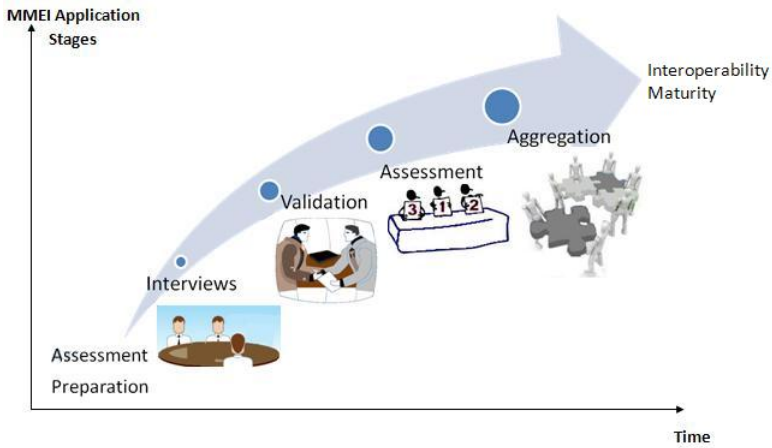 MMEI Application
Stages
Interoperability
Maturity
Aggregation
Assessment
Validation
3 1 2
Interviews
Assessment
Preparation
Time